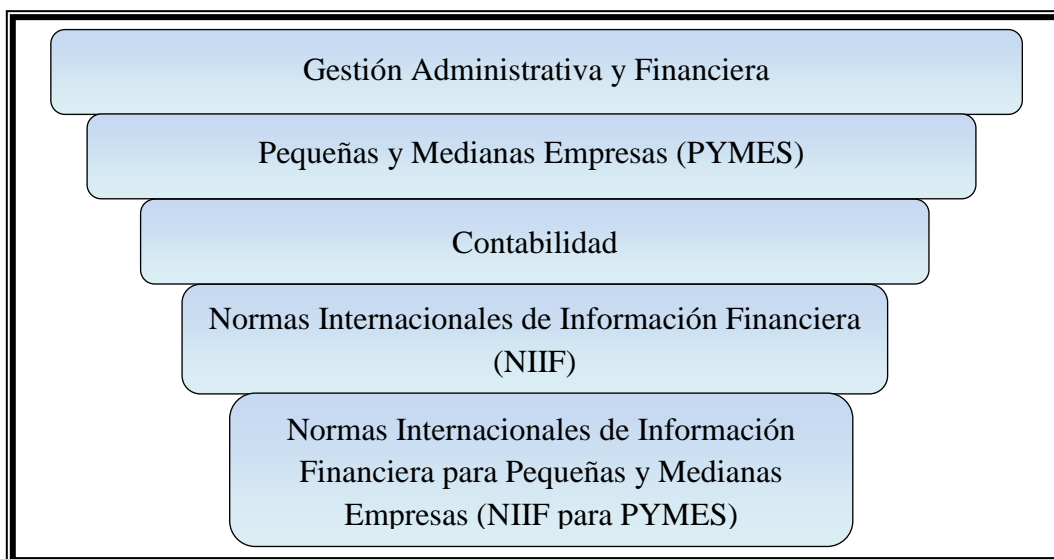 Gestión Administrativa y Financiera
Pequeñas y Medianas Empresas (PYMES)
Contabilidad
Normas Internacionales de Información Financiera
(NIIF)
Normas Internacionales de Información
Financiera para Pequeñas y Medianas
Empresas (NIIF para PYMES)